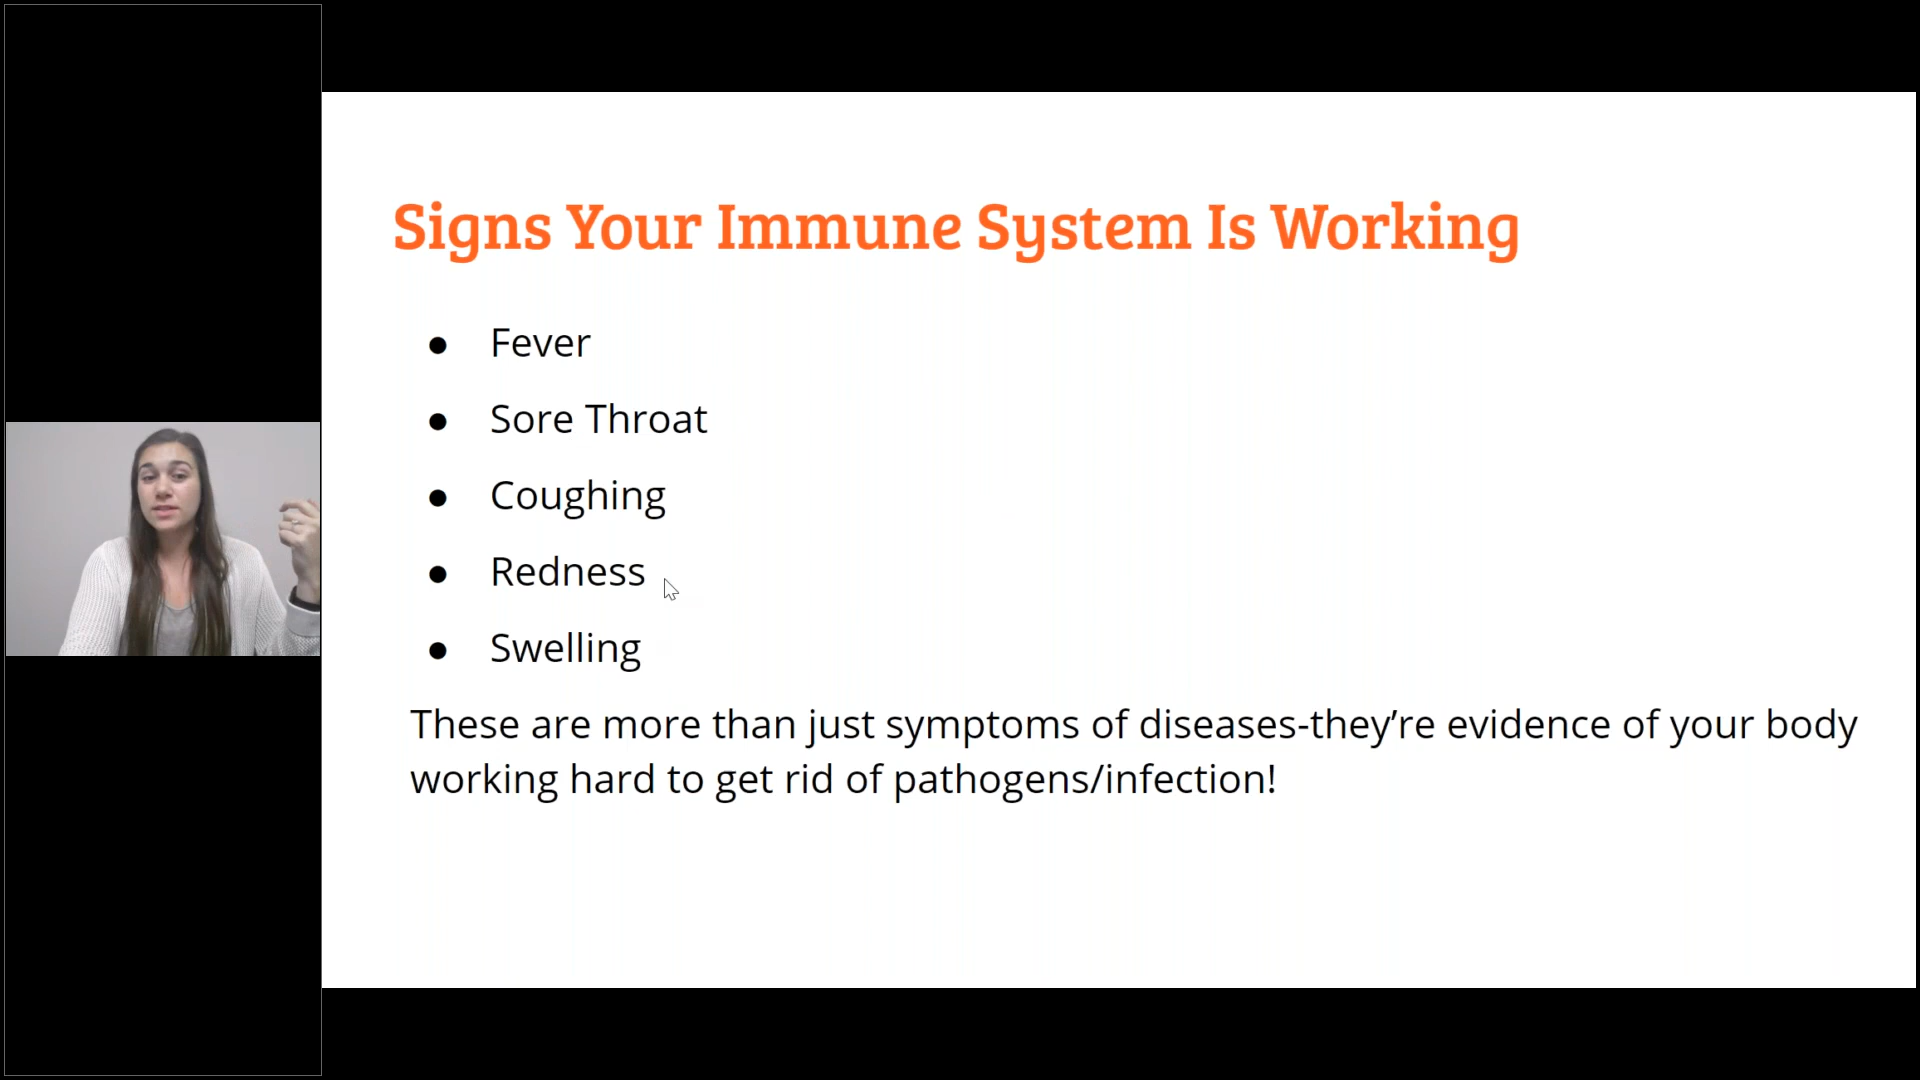 Signs Your Immune System Is Working
● Fever
● Sore Throat
● Coughing
● Redness
● Swelling
These are more than just symptoms of diseases-they’re evidence of your body
working hard to get rid of pathogens/infection!